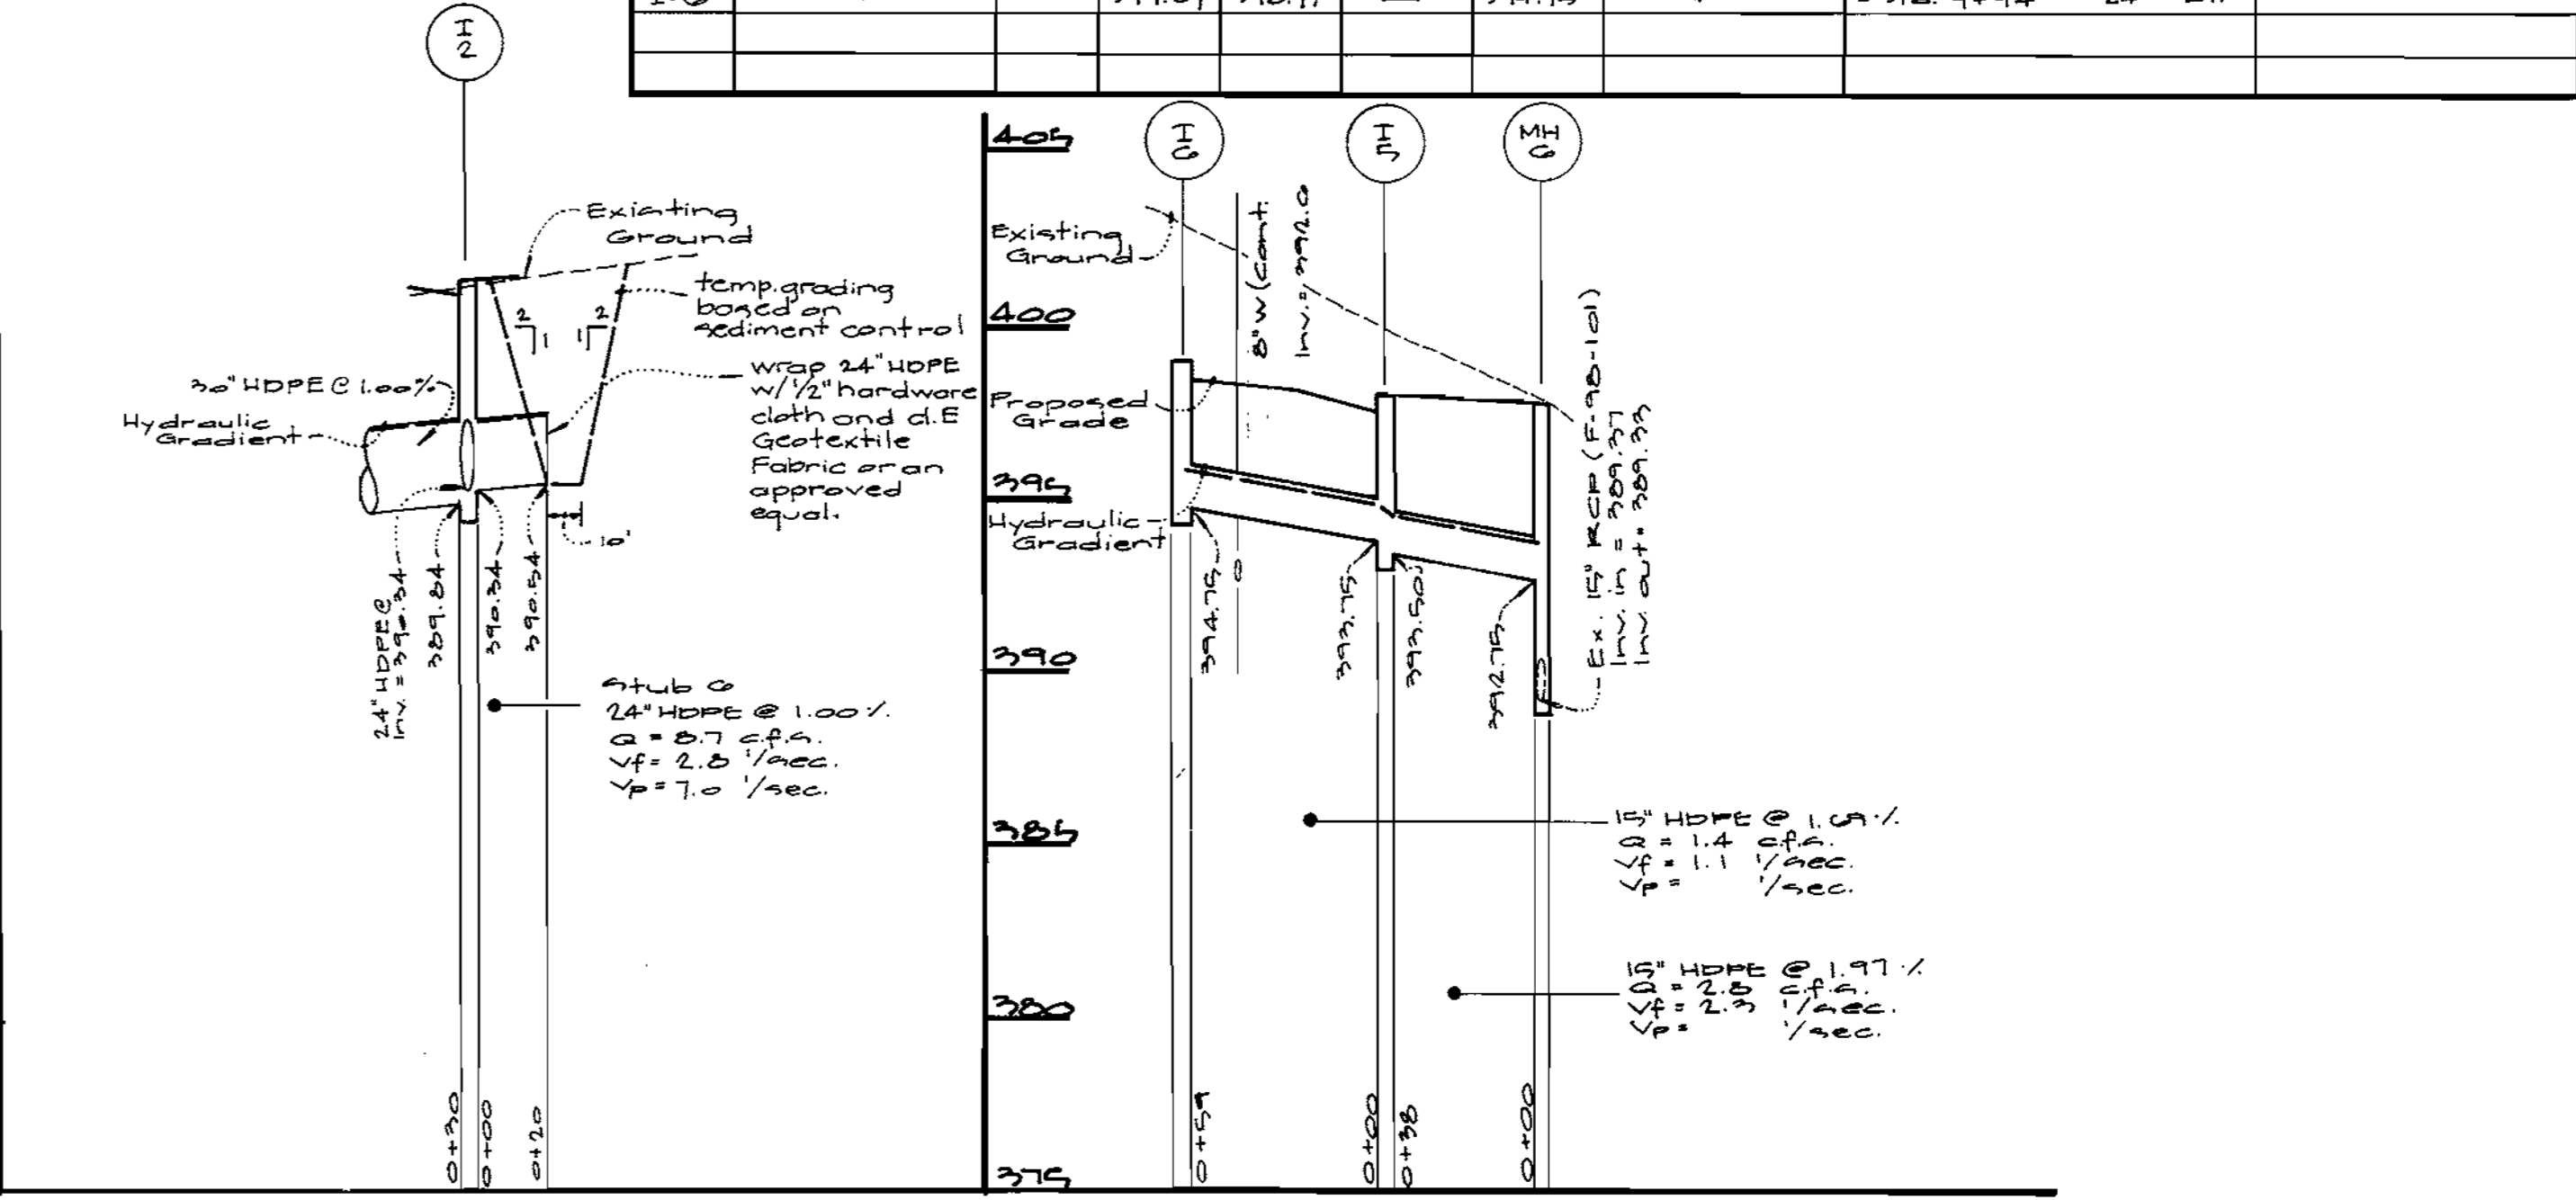 I
2
Existing
Ground
temp. grading
based on
sediment control
2
1
2
1
30" HDPE @ 1.00%
Hydraulic
Gradient
wrap 24" HDPE
w/ 1/2" hardware
cloth and cl.E
Geotextile
Fabric or an
approved
equal.
10'
24" HDPE @
Inv. = 390.34
389.84
390.34
390.54
Stub 6
24" HDPE @ 1.00 %
Q = 8.7 c.f.s.
Vf = 2.8 '/sec.
Vp = 7.0 '/sec.
0+30
0+00
0+20
405
400
395
390
385
380
375
I
6
I
5
MH
6
Existing
Ground
8" W (Cont.
Inv. = 392.0
Proposed
Grade
Hydraulic
Gradient
394.75
393.75
393.50
392.75
Ex. 15" RCP (F-98-101)
Inv. in = 389.37
Inv. out = 389.33
15" HDPE @ 1.69 %
Q = 1.4 c.f.s.
Vf = 1.1 '/sec.
Vp = '/sec.
15" HDPE @ 1.97 %
Q = 2.8 c.f.s.
Vf = 2.3 '/sec.
Vp = '/sec.
0+59
0+00
0+38
0+00